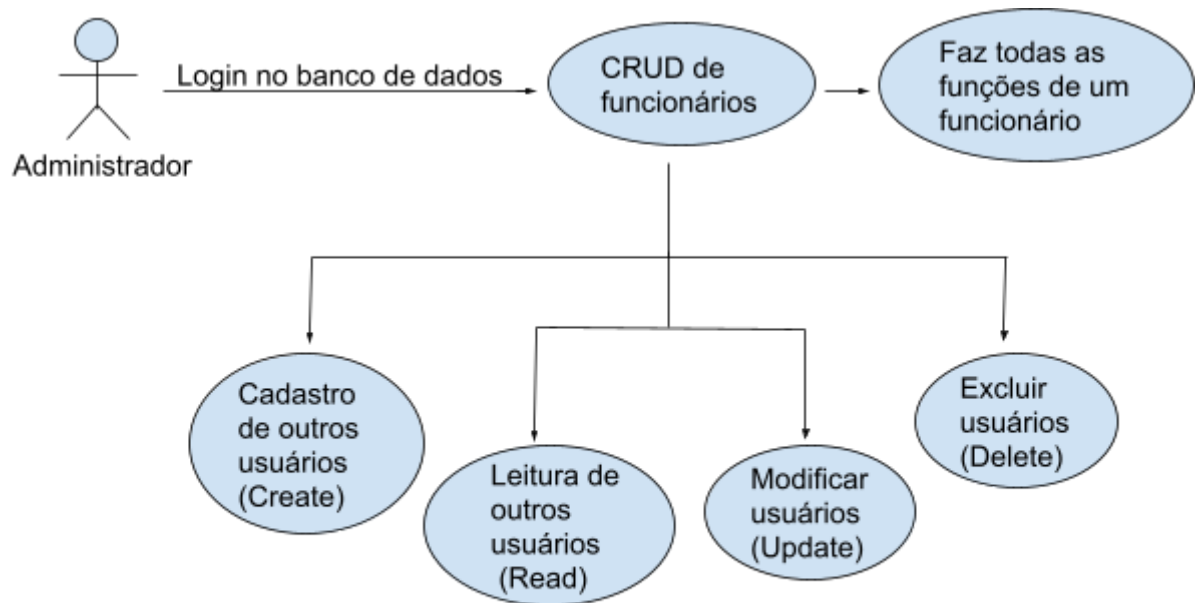 Login no banco de dados
Administrador
CRUD de
funcionários
Faz todas as
funções de um
funcionário
Cadastro
de outros
usuários
(Create)
Leitura de
outros
usuários
(Read)
Modificar
usuários
(Update)
Excluir
usuários
(Delete)